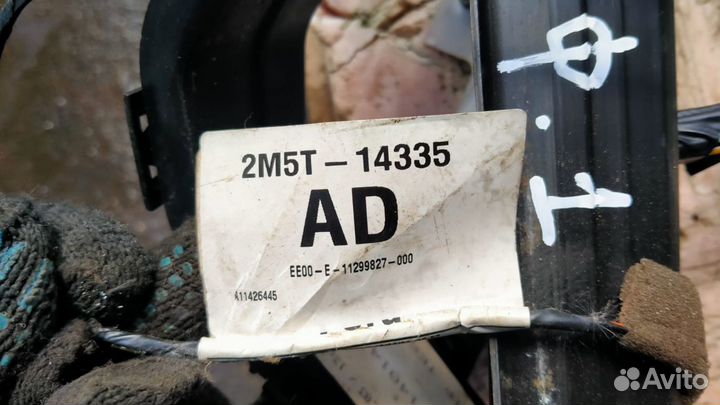 2M5T-14335
AD
EE00-E-11299827-000
A11426445
Ф.Т
Avito